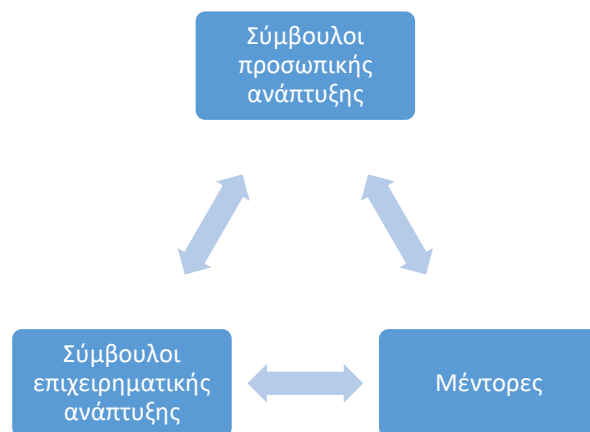 Σύμβουλοι
προσωπικής
ανάπτυξης
Σύμβουλοι
επιχειρηματικής
ανάπτυξης
Μέντορες